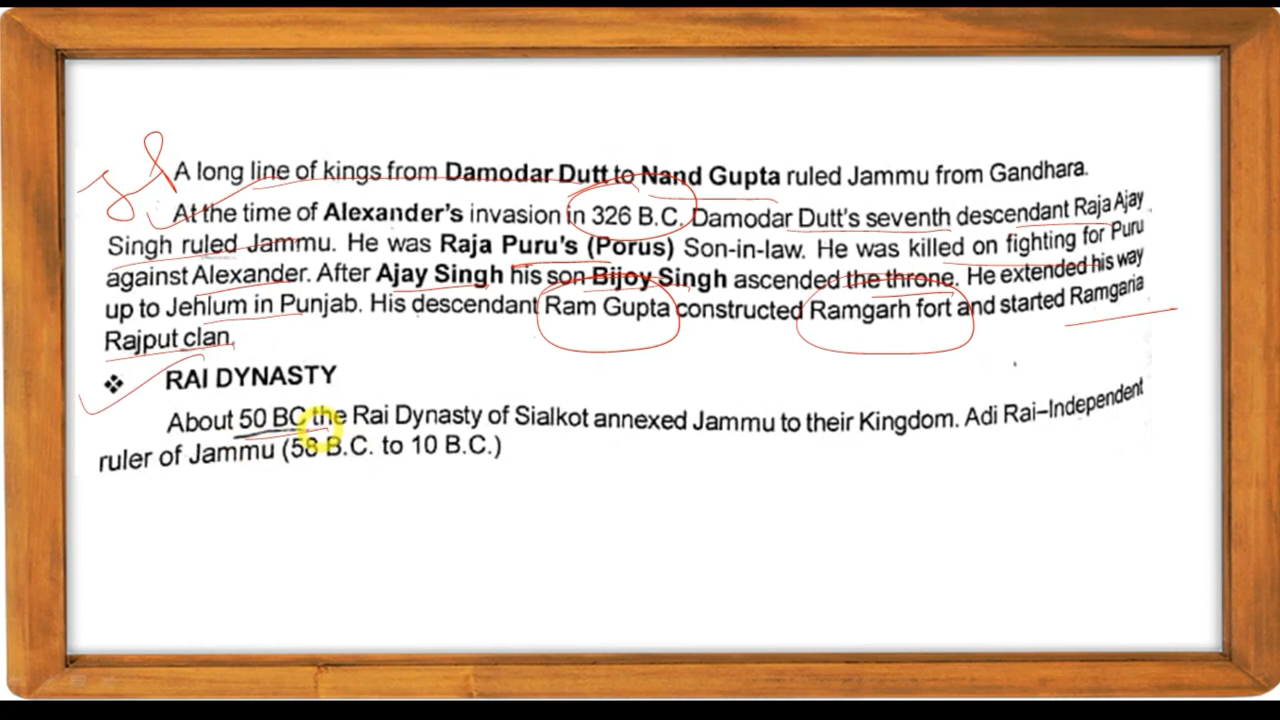 A long line of kings from Damodar Dutt to Nand Gupta ruled Jammu from Gandhara.
At the time of Alexander's invasion in 326 B.C. Damodar Dutt's seventh descendant Raja Ajay
Singh ruled Jammu. He was Raja Puru's (Porus) Son-in-law. He was killed on fighting for Puru
against Alexander. After Ajay Singh his son Bijoy Singh ascended the throne. He extended his way
up to Jehlum in Punjab. His descendant Ram Gupta constructed Ramgarh fort and started Ramgaria
Rajput clan.
❖ RAI DYNASTY
About 50 BC the Rai Dynasty of Sialkot annexed Jammu to their Kingdom. Adi Rai–Independent
ruler of Jammu (58 B.C. to 10 B.C.)